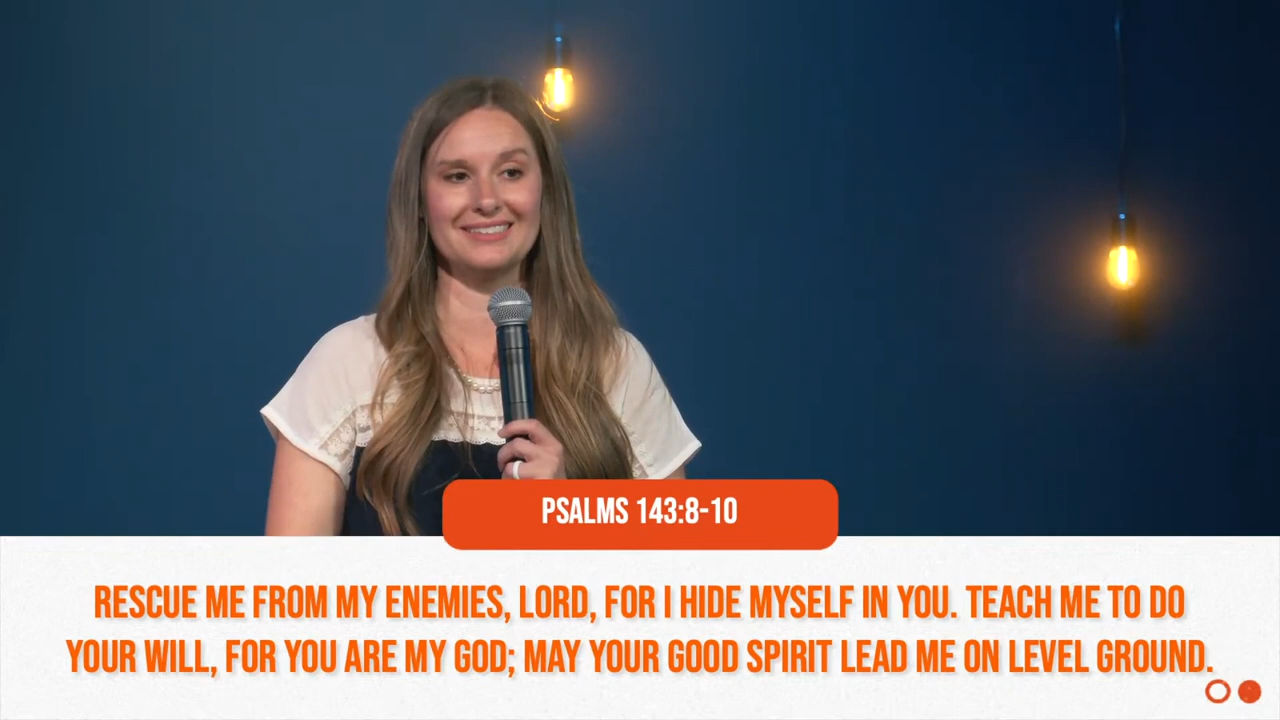 PSALMS 143:8-10
RESCUE ME FROM MY ENEMIES, LORD, FOR I HIDE MYSELF IN YOU. TEACH ME TO DO
YOUR WILL, FOR YOU ARE MY GOD; MAY YOUR GOOD SPIRIT LEAD ME ON LEVEL GROUND.